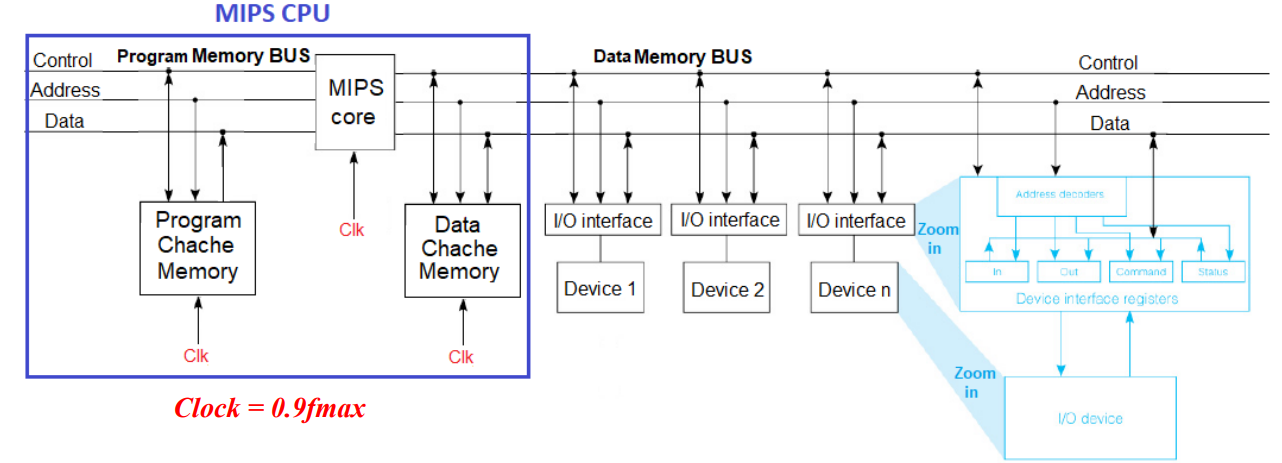 MIPS CPU
Control
Program Memory BUS
Address
Data
MIPS
core
Clk
Program
Chache
Memory
Clk
Data
Chache
Memory
Clk
Clock = 0.9fmax
Data Memory BUS
Control
Address
Data
I/O interface
Device 1
I/O interface
Device 2
I/O interface
Device n
Zoom
in
Address decoders
In
Out
Command
Status
Device interface registers
Zoom
in
I/O device